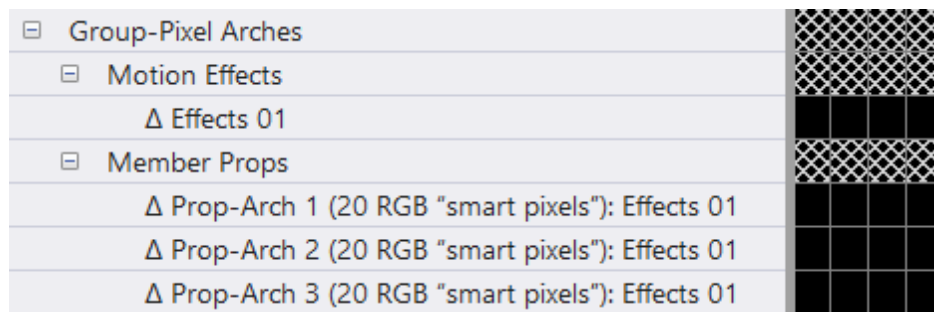 Group-Pixel Arches
Motion Effects
Δ Effects 01
Member Props
Δ Prop-Arch 1 (20 RGB “smart pixels”): Effects 01
Δ Prop-Arch 2 (20 RGB “smart pixels”): Effects 01
Δ Prop-Arch 3 (20 RGB “smart pixels”): Effects 01